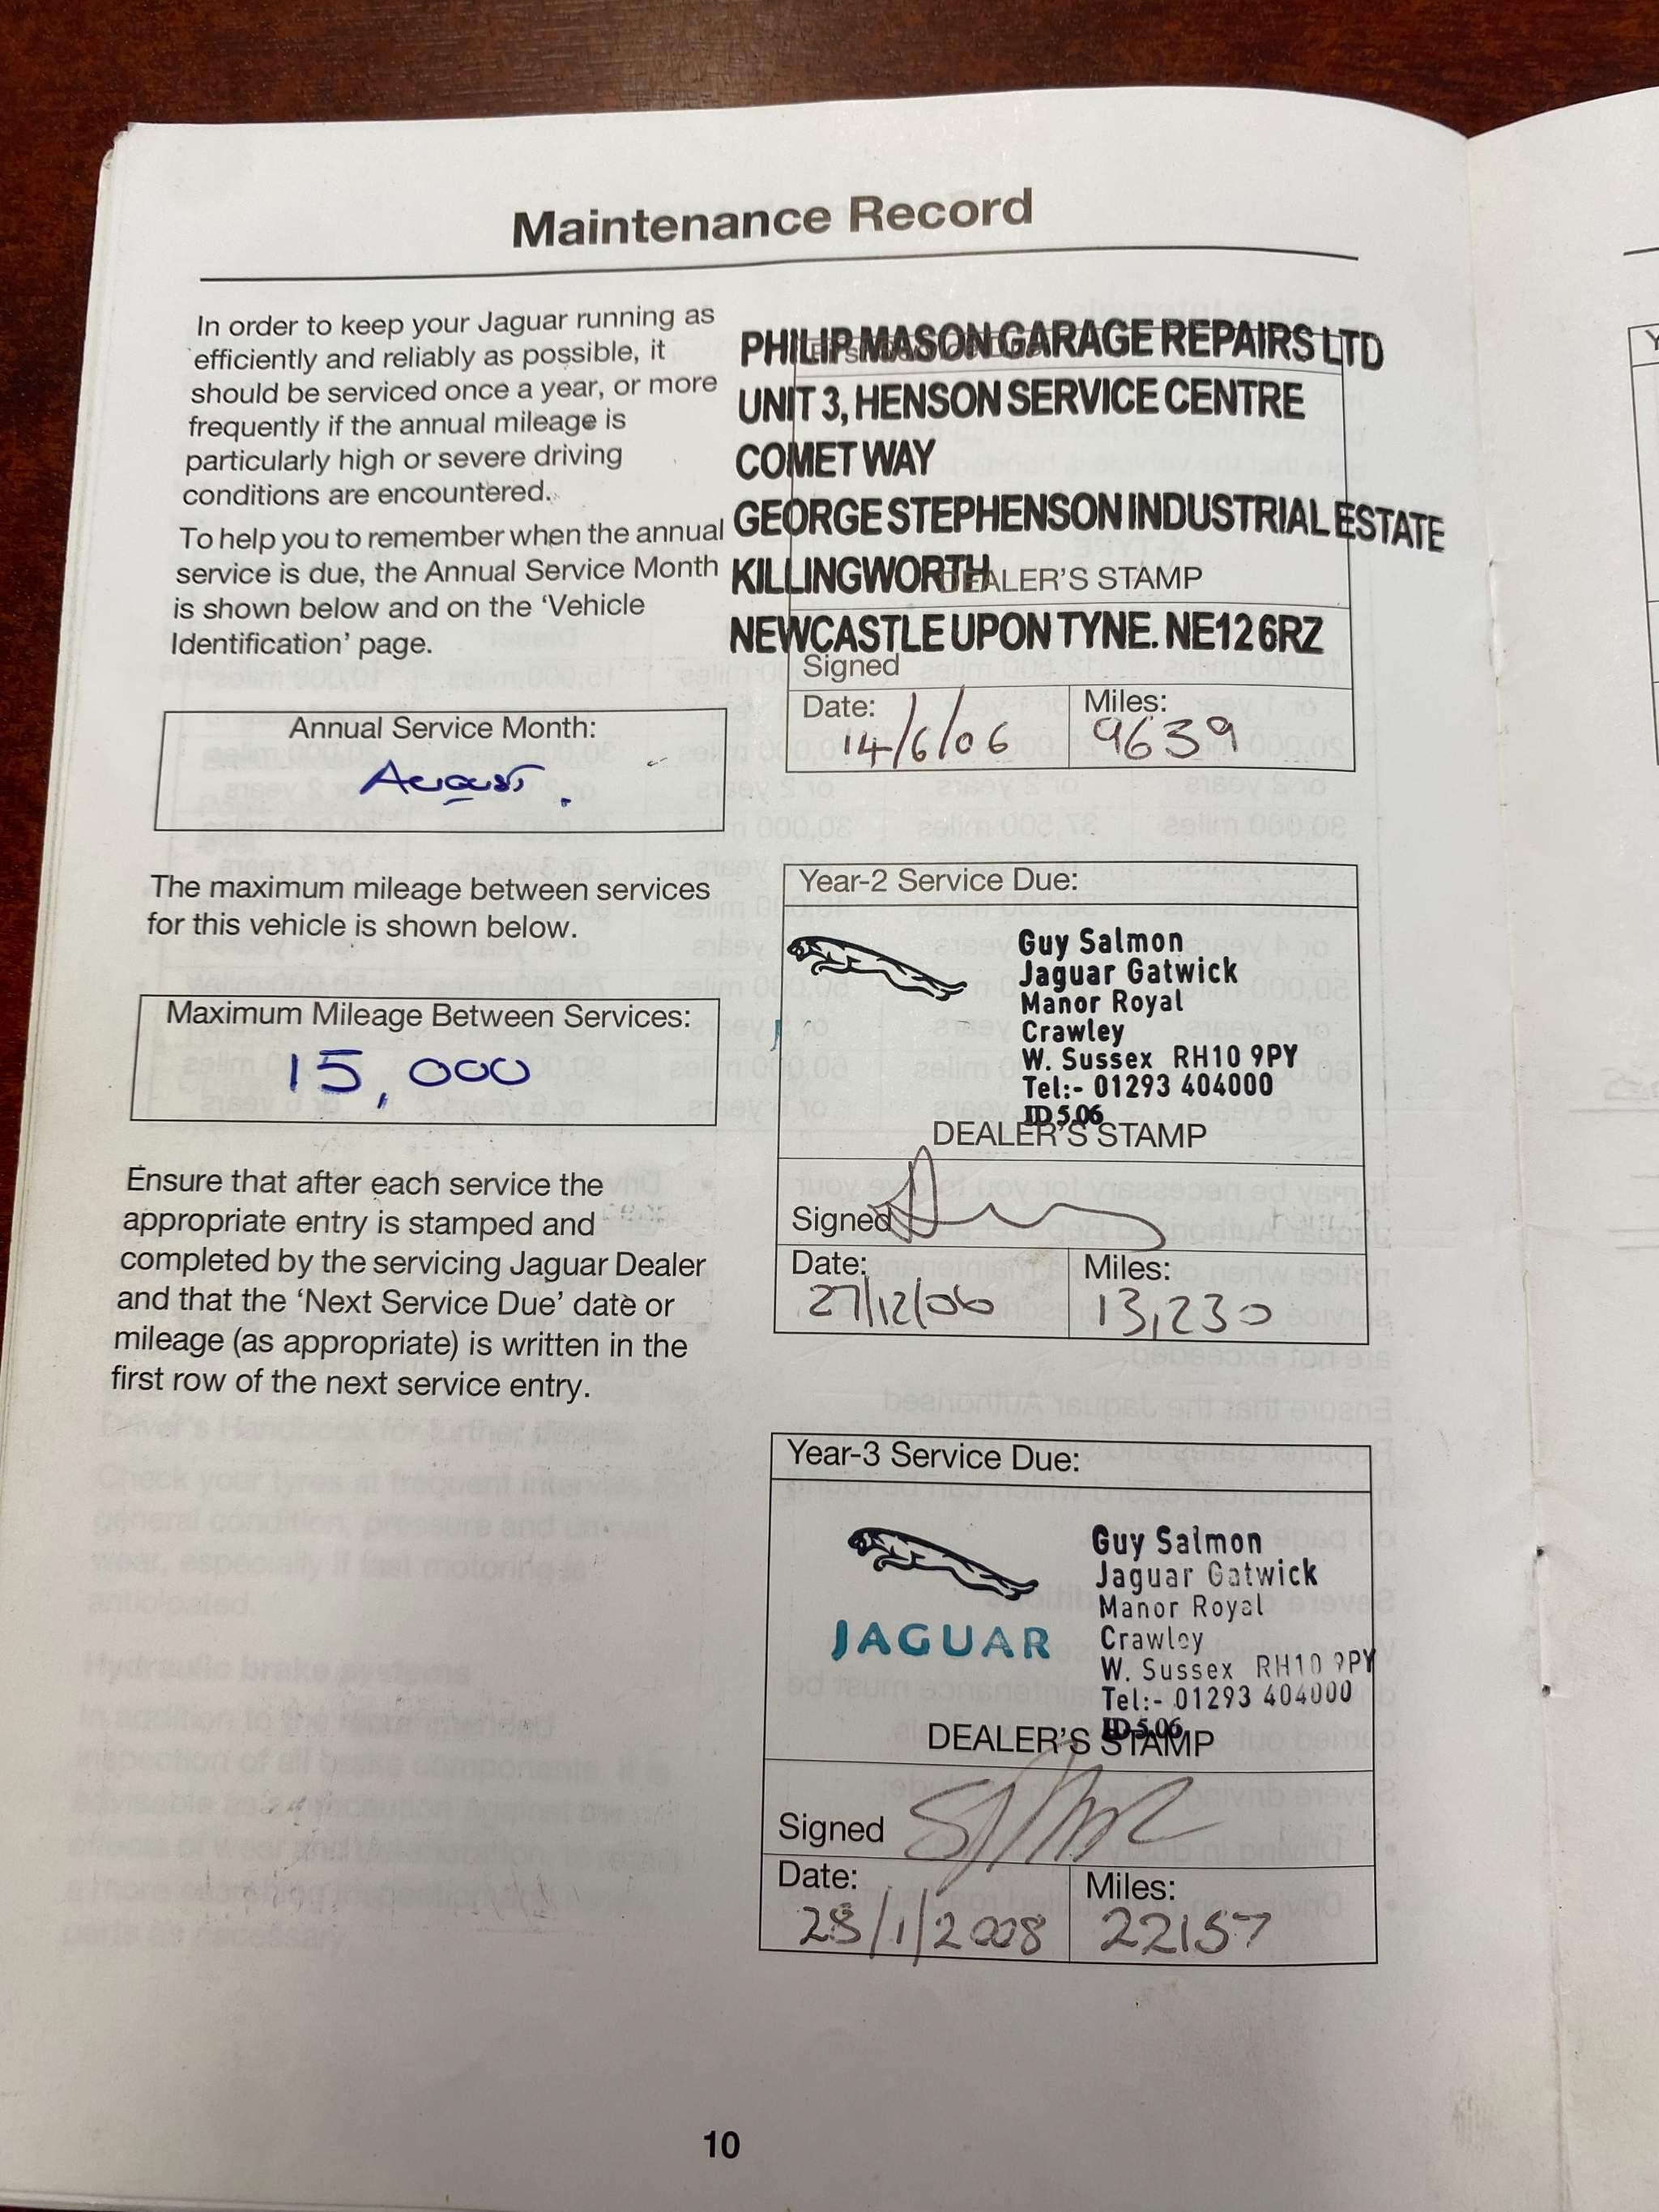 Maintenance Record
In order to keep your Jaguar running as
efficiently and reliably as possible, it
should be serviced once a year, or more
frequently if the annual mileage is
particularly high or severe driving
conditions are encountered.
To help you to remember when the annual
service is due, the Annual Service Month
is shown below and on the ‘Vehicle
Identification’ page.
Annual Service Month:
August.
The maximum mileage between services
for this vehicle is shown below.
Maximum Mileage Between Services:
15,000
Ensure that after each service the
appropriate entry is stamped and
completed by the servicing Jaguar Dealer
and that the ‘Next Service Due’ date or
mileage (as appropriate) is written in the
first row of the next service entry.
PHILIP MASON GARAGE REPAIRS LTD
UNIT 3, HENSON SERVICE CENTRE
COMET WAY
GEORGE STEPHENSON INDUSTRIAL ESTATE
KILLINGWORTH
DEALER'S STAMP
NEWCASTLE UPON TYNE. NE12 6RZ
Signed
Date: Miles:
14/6/06 9639
Year-2 Service Due:
Guy Salmon
Jaguar Gatwick
Manor Royal
Crawley
W. Sussex RH10 9PY
Tel:- 01293 404000
ID 5.06
DEALER'S STAMP
Signed
Date: Miles:
27/12/06 13,230
Year-3 Service Due:
Guy Salmon
Jaguar Gatwick
Manor Royal
JAGUAR
Crawley
W. Sussex RH10 9PY
Tel:- 01293 404000
ID 5.06
DEALER'S STAMP
Signed
Date: Miles:
28/1/2008 22157
10